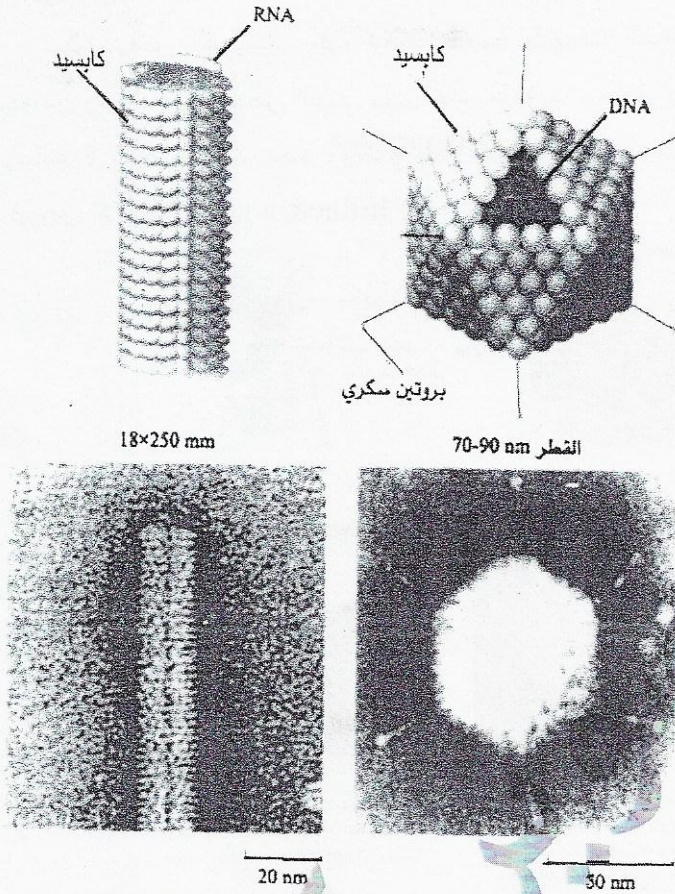 RNA
كابسيد
كابسيد
DNA
بروتين سكري
18×250 mm
القطر 70-90 nm
20 nm
50 nm